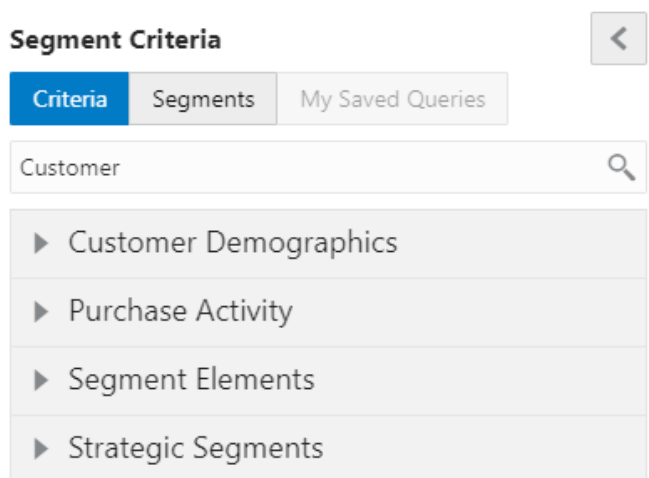 Segment Criteria
Criteria Segments My Saved Queries
Customer
Customer Demographics
Purchase Activity
Segment Elements
Strategic Segments